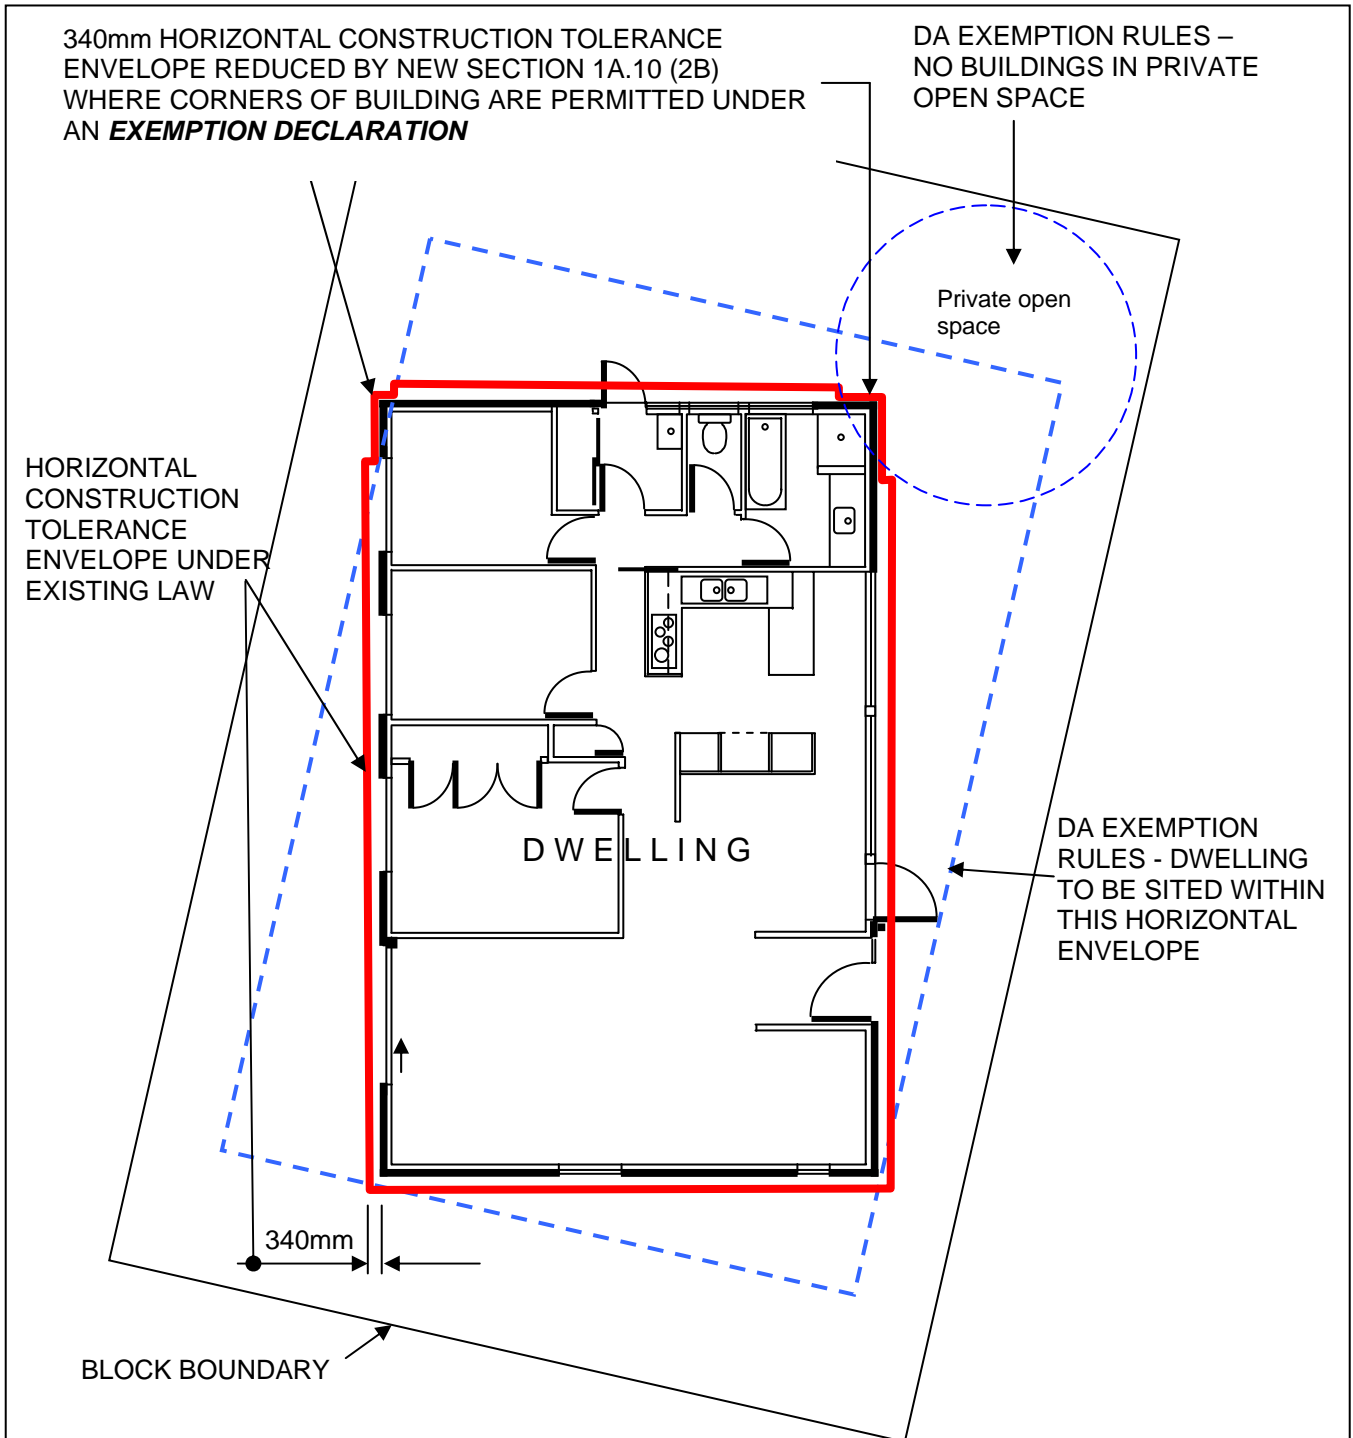 340mm HORIZONTAL CONSTRUCTION TOLERANCE
ENVELOPE REDUCED BY NEW SECTION 1A.10 (2B)
WHERE CORNERS OF BUILDING ARE PERMITTED UNDER
AN EXEMPTION DECLARATION
DA EXEMPTION RULES –
NO BUILDINGS IN PRIVATE
OPEN SPACE
Private open
space
HORIZONTAL
CONSTRUCTION
TOLERANCE
ENVELOPE UNDER
EXISTING LAW
DWELLING
DA EXEMPTION
RULES - DWELLING
TO BE SITED WITHIN
THIS HORIZONTAL
ENVELOPE
340mm
BLOCK BOUNDARY